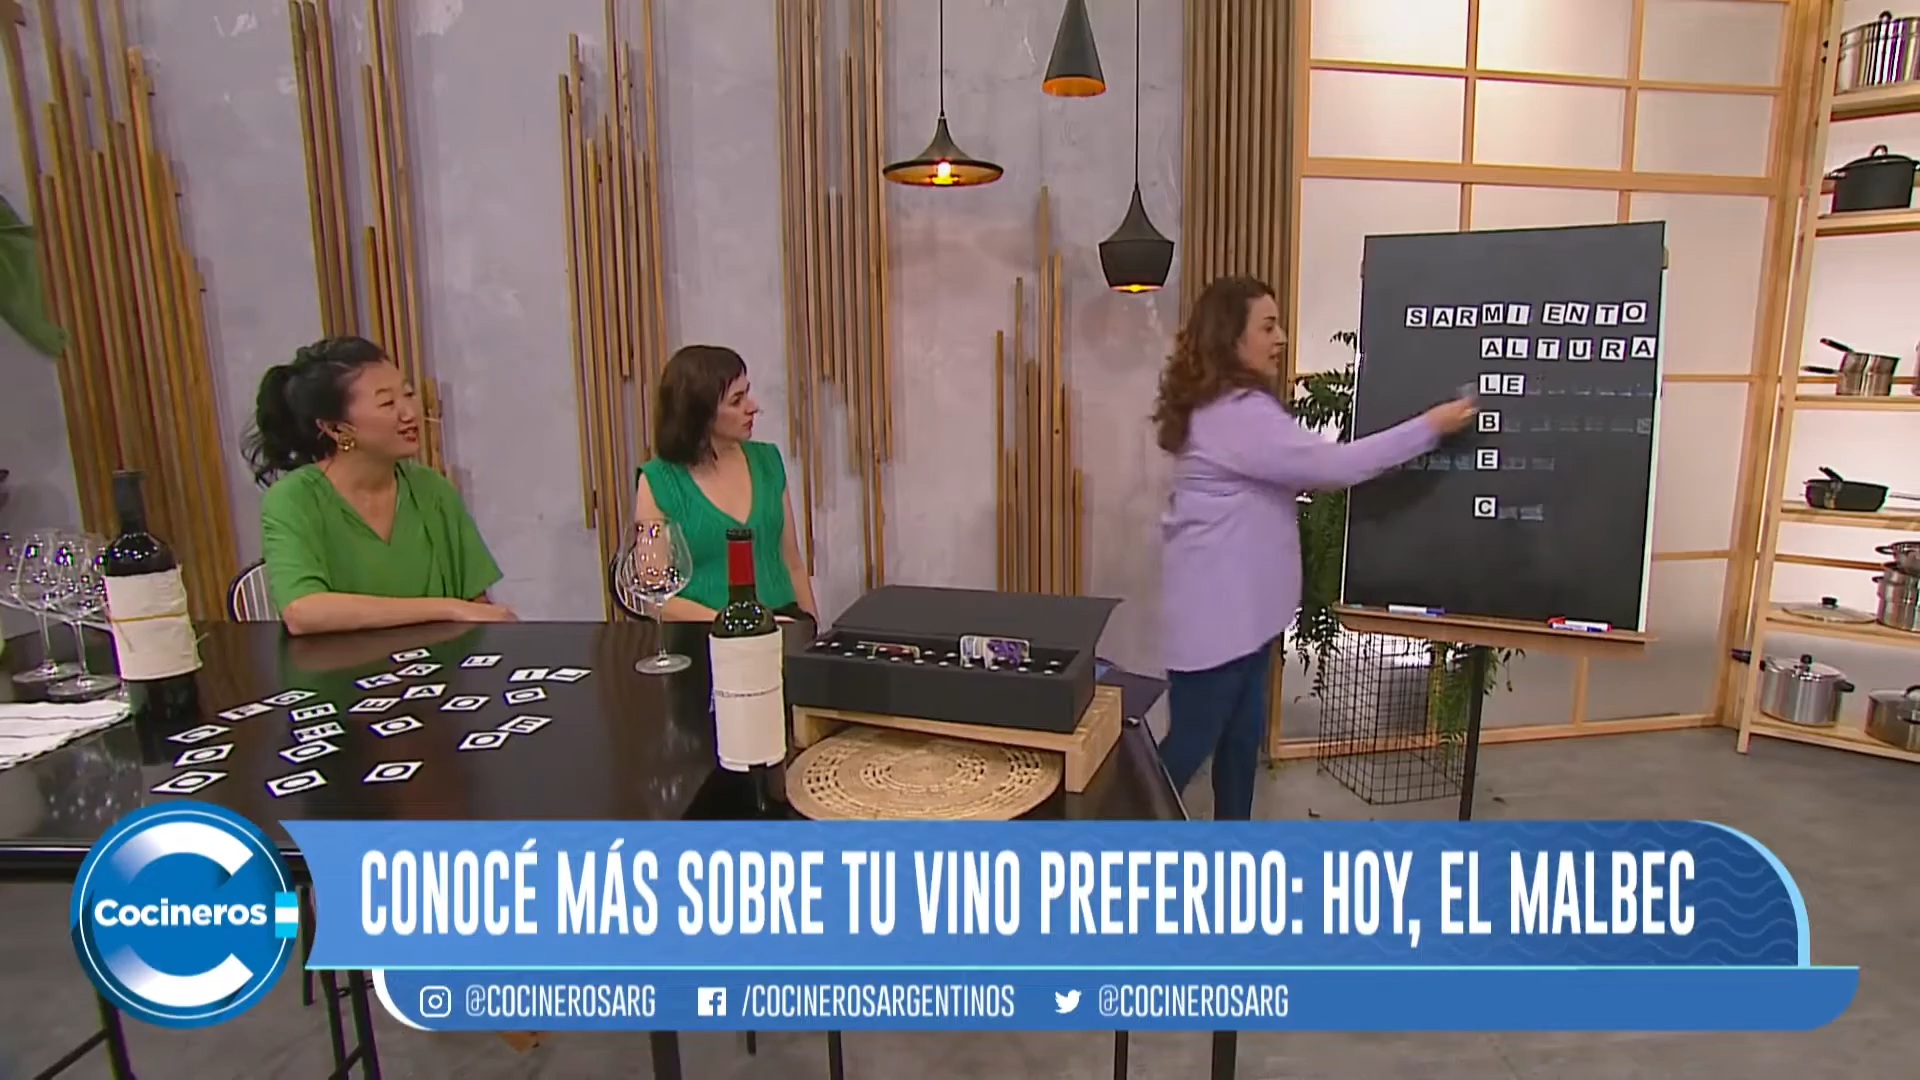 SARMIENTO
ALTURA
LE
B
E
C
CONOCÉ MÁS SOBRE TU VINO PREFERIDO: HOY, EL MALBEC
Cocineros
@COCINEROSARG /COCINEROSARGENTINOS @COCINEROSARG